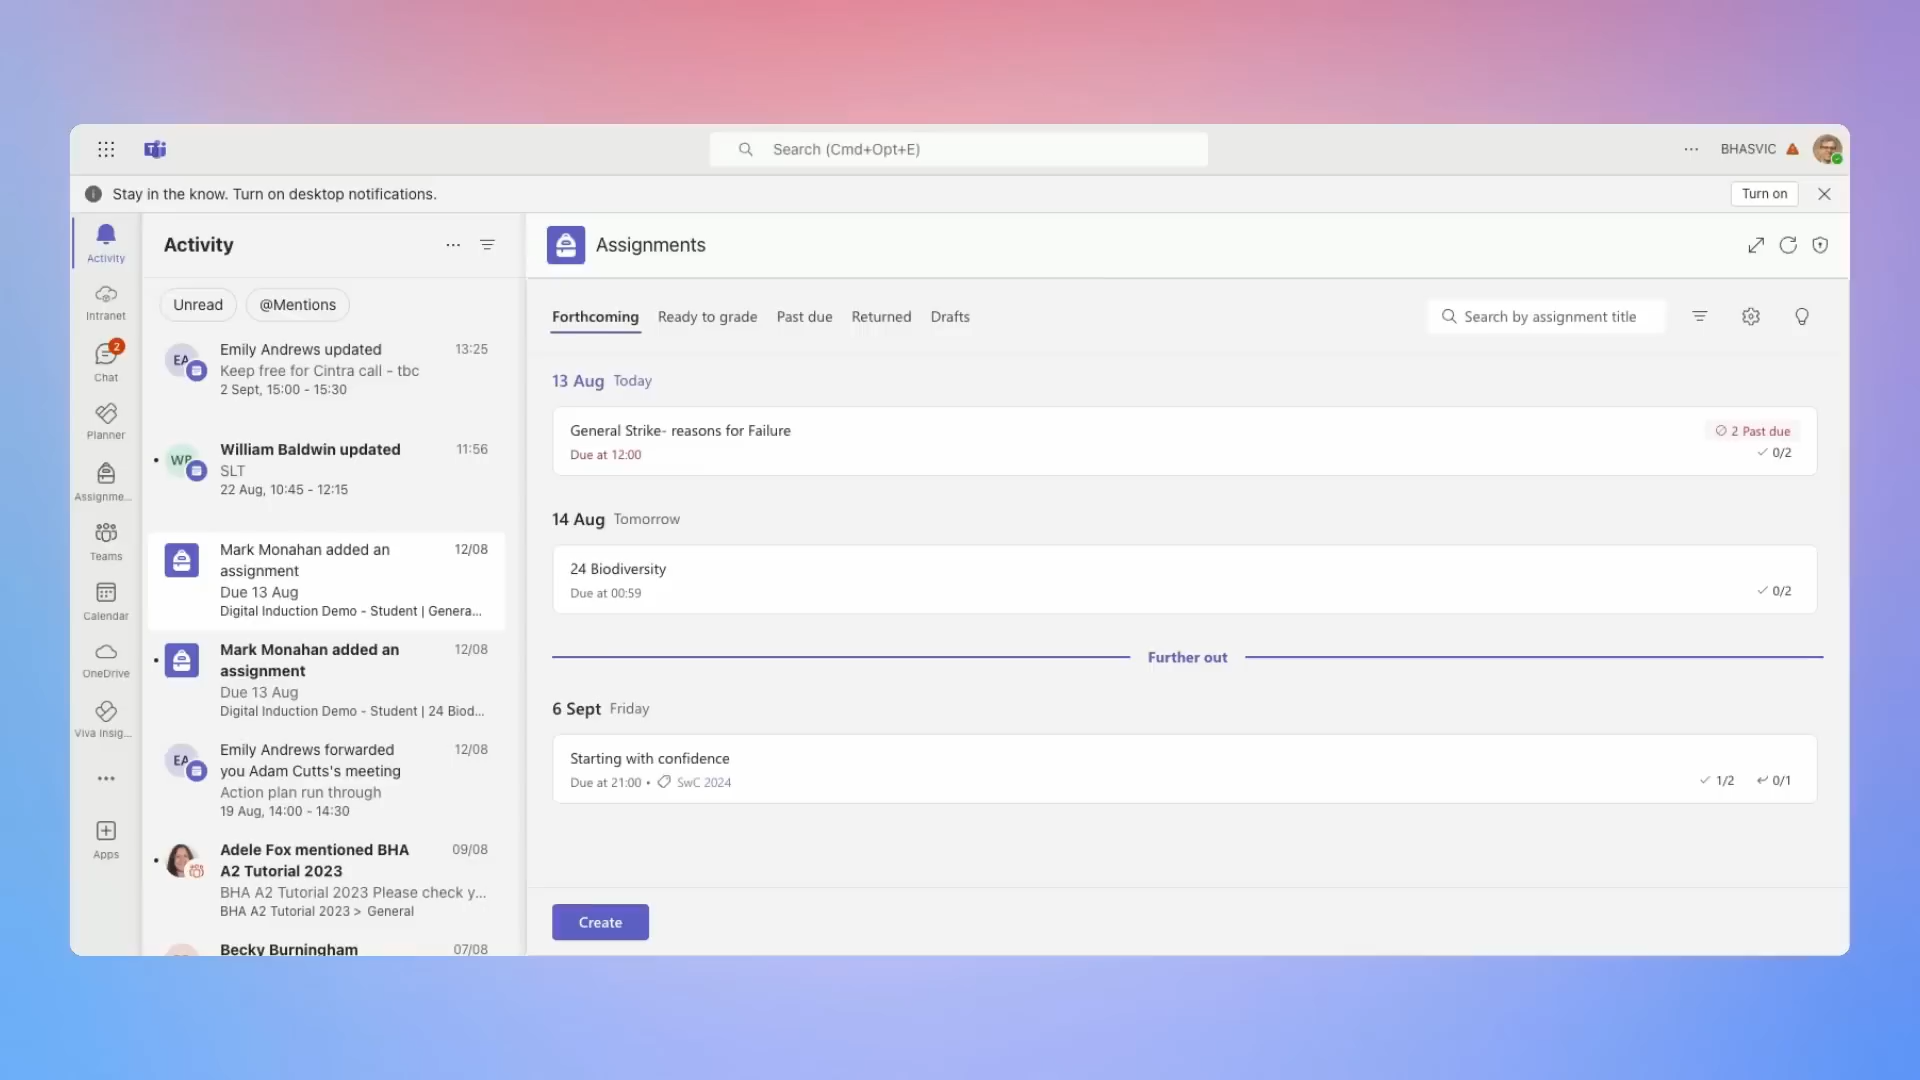 Search (Cmd+Opt+E)
BHASVIC
Stay in the know. Turn on desktop notifications.
Turn on
Activity
Intranet
2
Chat
Planner
Assignme...
Teams
Calendar
OneDrive
Viva Insig...
Apps
Activity
Unread
@Mentions
EA
Emily Andrews updated
13:25
Keep free for Cintra call - tbc
2 Sept, 15:00 - 15:30
William Baldwin updated
11:56
SLT
22 Aug, 10:45 - 12:15
Mark Monahan added an
12/08
assignment
Due 13 Aug
Digital Induction Demo - Student | Genera...
Mark Monahan added an
12/08
assignment
Due 13 Aug
Digital Induction Demo - Student | 24 Biod...
EA
Emily Andrews forwarded
12/08
you Adam Cutts's meeting
Action plan run through
19 Aug, 14:00 - 14:30
Adele Fox mentioned BHA
09/08
A2 Tutorial 2023
BHA A2 Tutorial 2023 Please check y...
BHA A2 Tutorial 2023 > General
Becky Burningham
07/08
Assignments
Forthcoming
Ready to grade
Past due
Returned
Drafts
Search by assignment title
13 Aug Today
General Strike- reasons for Failure
2 Past due
Due at 12:00
0/2
14 Aug Tomorrow
24 Biodiversity
Due at 00:59
0/2
Further out
6 Sept Friday
Starting with confidence
Due at 21:00 • SwC 2024
1/2
0/1
Create